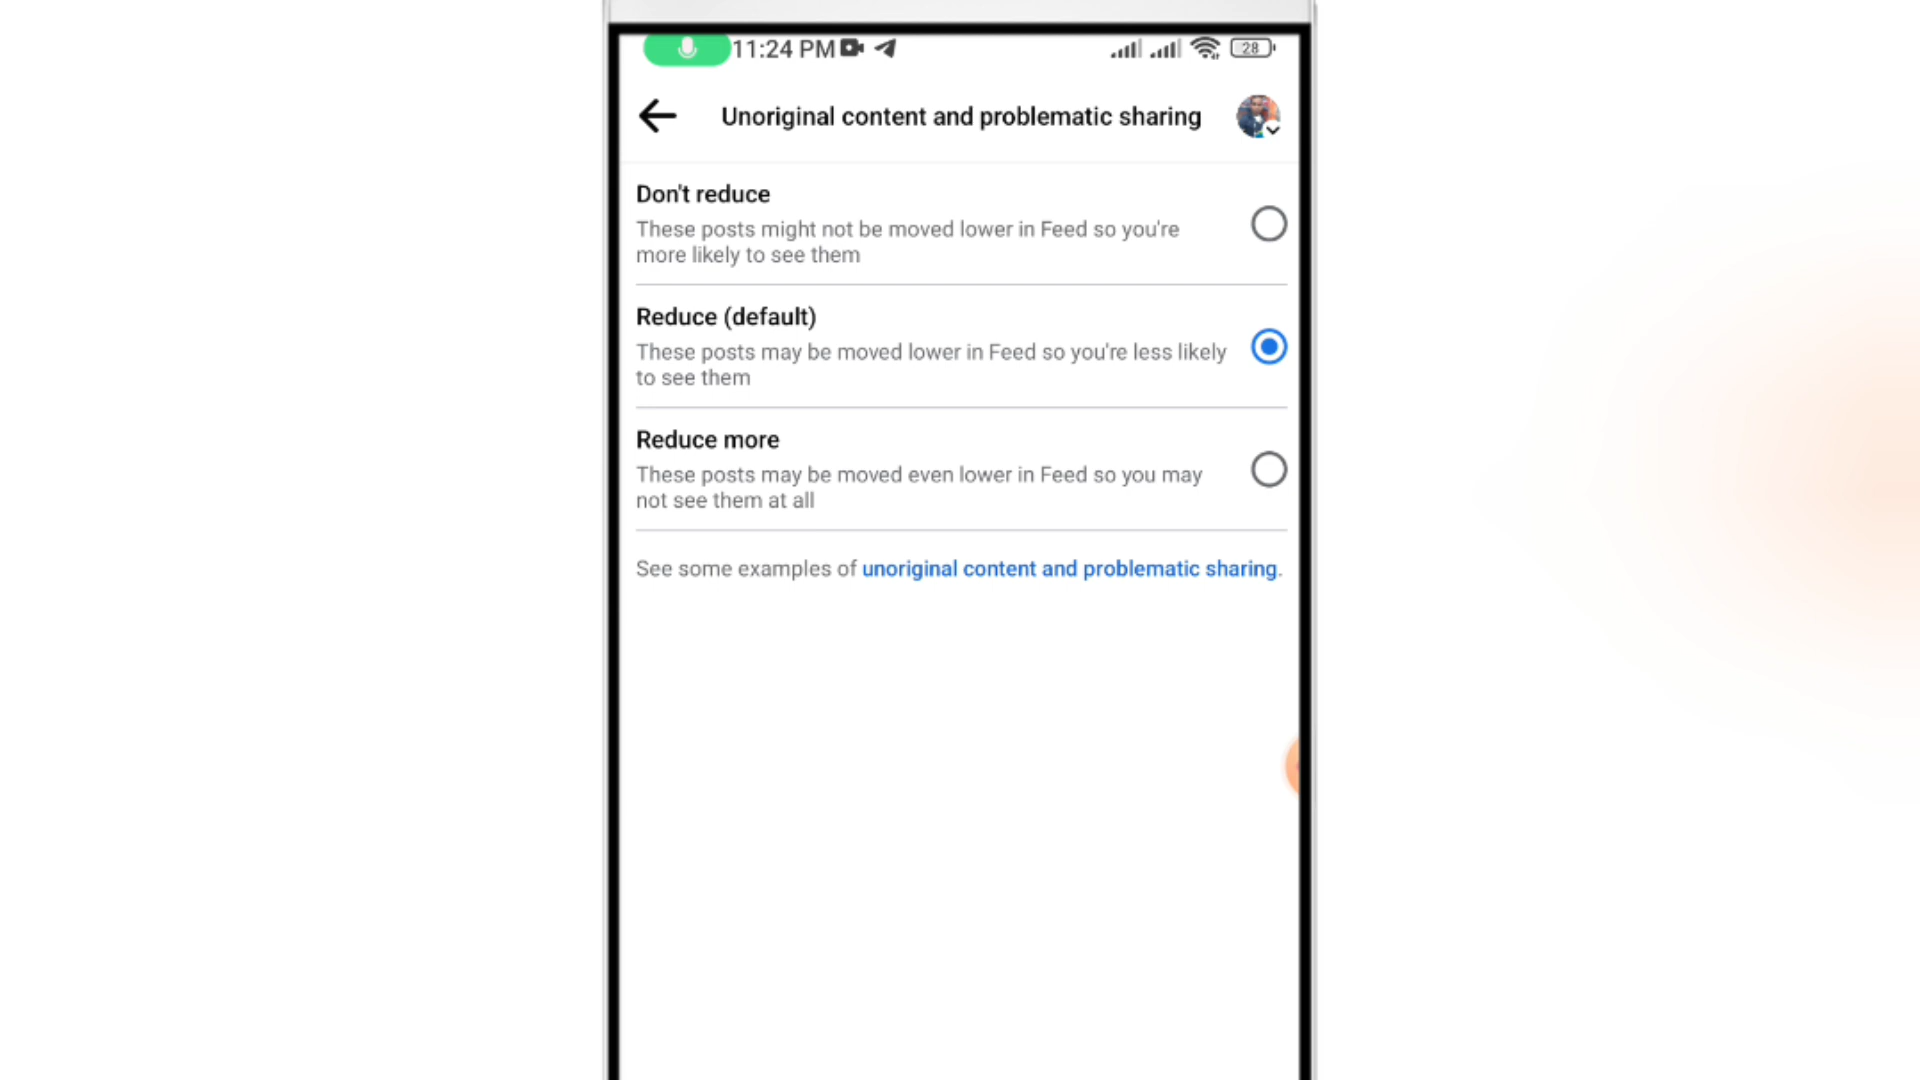 11:24 PM 28
Unoriginal content and problematic sharing
Don't reduce
These posts might not be moved lower in Feed so you're
more likely to see them
Reduce (default)
These posts may be moved lower in Feed so you're less likely
to see them
Reduce more
These posts may be moved even lower in Feed so you may
not see them at all
See some examples of unoriginal content and problematic sharing.